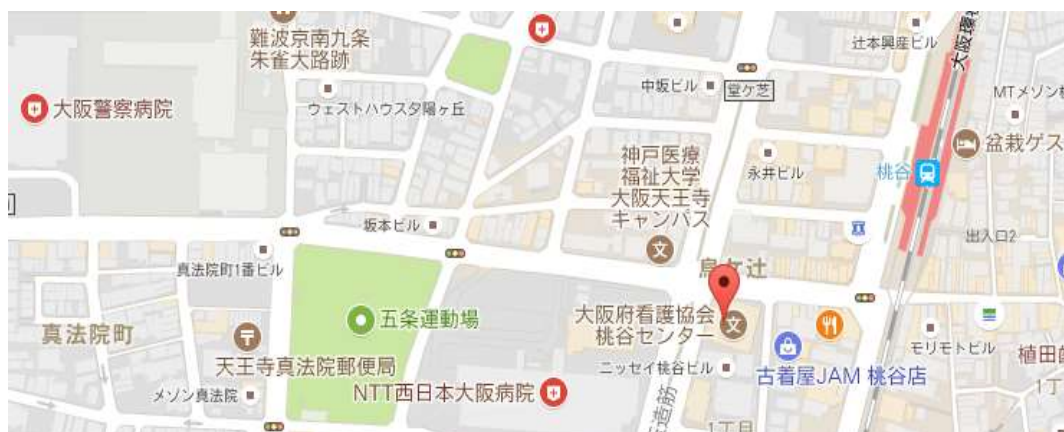 難波京南九条
朱雀大路跡
辻本興産ビル
中坂ビル
堂ケ芝
大阪警察病院
ウェストハウス夕陽ヶ丘
MTメゾン
盆栽ゲス
神戸医療
福祉大学
大阪天王寺
キャンパス
永井ビル
桃谷
坂本ビル
出入口2
真法院町1番ビル
烏ケ辻
真法院町
五条運動場
大阪府看護協会
桃谷センター
天王寺真法院郵便局
ニッセイ桃谷ビル
モリモトビル
古着屋JAM 桃谷店
植田
メゾン真法院
NTT西日本大阪病院
1丁目